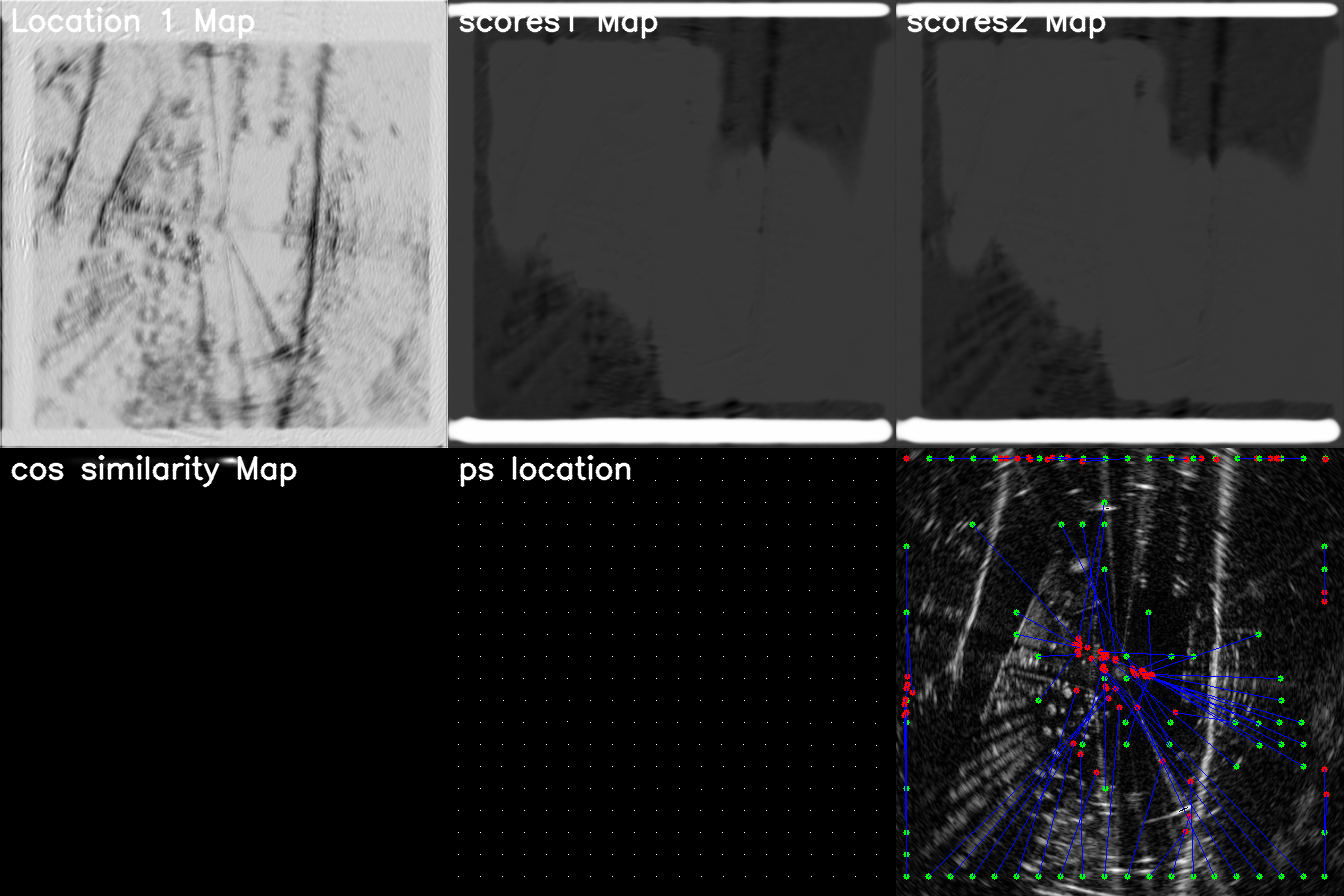 Location 1 Map
scores1 Map
scores2 Map
cos similarity Map
ps location